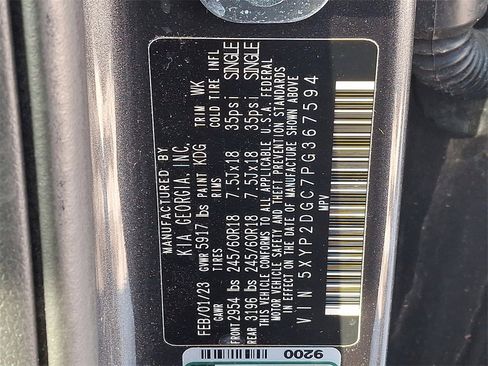 MANUFACTURED BY
KIA GEORGIA, INC.
FEB/01/23 GVWR 5917 lbs PAINT KDG TRIM WK
GAWR TIRES RIMS COLD TIRE INFL
FRONT 2954 lbs 245/60R18 7.5Jx18 35psi SINGLE
REAR 3196 lbs 245/60R18 7.5Jx18 35psi SINGLE
THIS VEHICLE CONFORMS TO ALL APPLICABLE U.S.A. FEDERAL
MOTOR VEHICLE SAFETY AND THEFT PREVENTION STANDARDS
IN EFFECT ON THE DATE OF MANUFACTURE SHOWN ABOVE.
VIN 5XYP2DGC7PG367594
MPV
9200